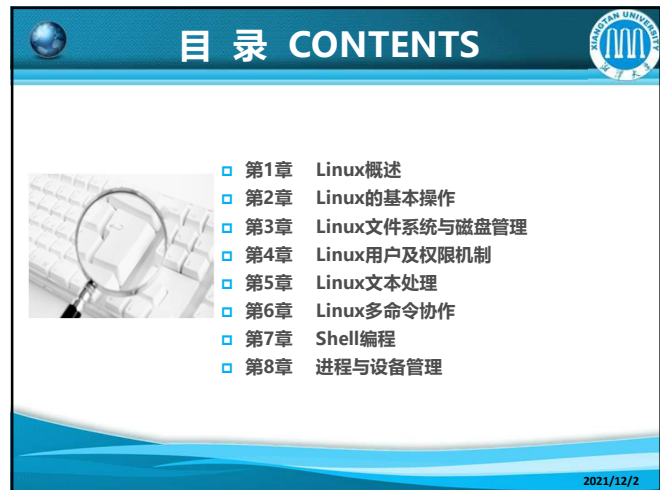 目 录 CONTENTS
XIANGTAN UNIVERSITY
第1章 Linux概述
第2章 Linux的基本操作
第3章 Linux文件系统与磁盘管理
第4章 Linux用户及权限机制
第5章 Linux文本处理
第6章 Linux多命令协作
第7章 Shell编程
第8章 进程与设备管理
2021/12/2